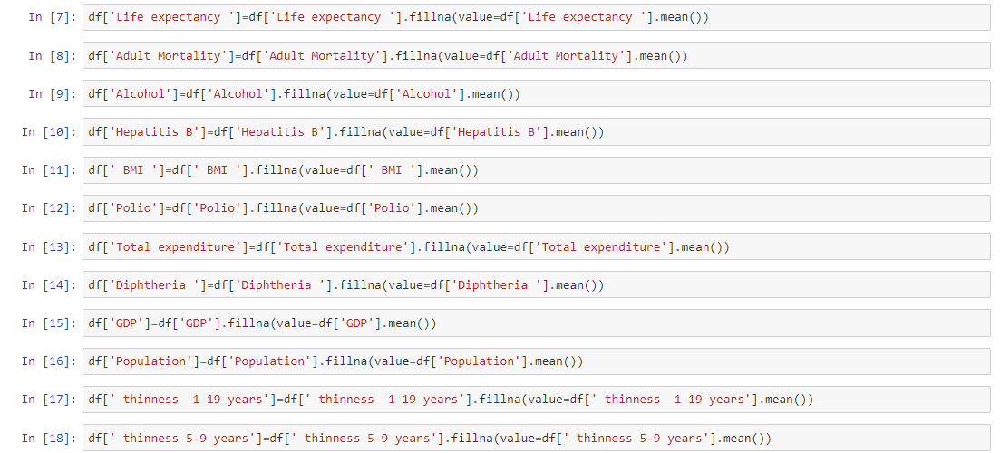 In [7]: df['Life expectancy ']=df['Life expectancy '].fillna(value=df['Life expectancy '].mean())
In [8]: df['Adult Mortality']=df['Adult Mortality'].fillna(value=df['Adult Mortality'].mean())
In [9]: df['Alcohol']=df['Alcohol'].fillna(value=df['Alcohol'].mean())
In [10]: df['Hepatitis B']=df['Hepatitis B'].fillna(value=df['Hepatitis B'].mean())
In [11]: df[' BMI ']=df[' BMI '].fillna(value=df[' BMI '].mean())
In [12]: df['Polio']=df['Polio'].fillna(value=df['Polio'].mean())
In [13]: df['Total expenditure']=df['Total expenditure'].fillna(value=df['Total expenditure'].mean())
In [14]: df['Diphtheria ']=df['Diphtheria '].fillna(value=df['Diphtheria '].mean())
In [15]: df['GDP']=df['GDP'].fillna(value=df['GDP'].mean())
In [16]: df['Population']=df['Population'].fillna(value=df['Population'].mean())
In [17]: df[' thinness  1-19 years']=df[' thinness  1-19 years'].fillna(value=df[' thinness  1-19 years'].mean())
In [18]: df[' thinness 5-9 years']=df[' thinness 5-9 years'].fillna(value=df[' thinness 5-9 years'].mean())